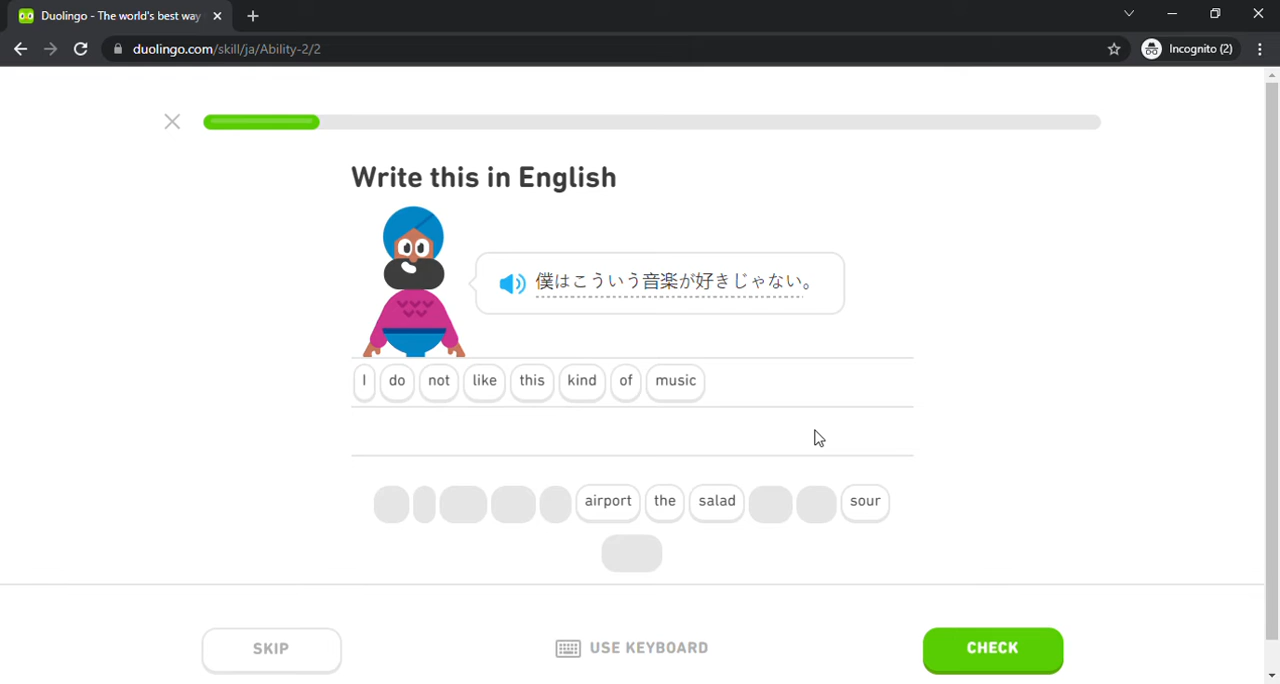 Duolingo - The world's best way
duolingo.com/skill/ja/Ability-2/2
Incognito (2)
Write this in English
僕はこういう音楽が好きじゃない。
I do not like this kind of music
airport the salad sour
SKIP
USE KEYBOARD
CHECK